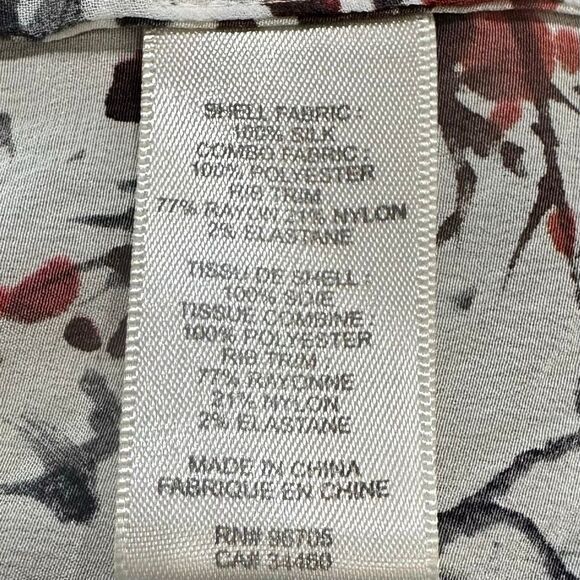 SHELL FABRIC :
100% SILK
COMBO FABRIC :
100% POLYESTER
RIB TRIM
77% RAYON 21% NYLON
2% ELASTANE
TISSU DE SHELL :
100% SOIE
TISSUE COMBINE
100% POLYESTER
RIB TRIM
77% RAYONNE
21% NYLON
2% ELASTANE
MADE IN CHINA
FABRIQUE EN CHINE
RN# 96705
CA# 34460